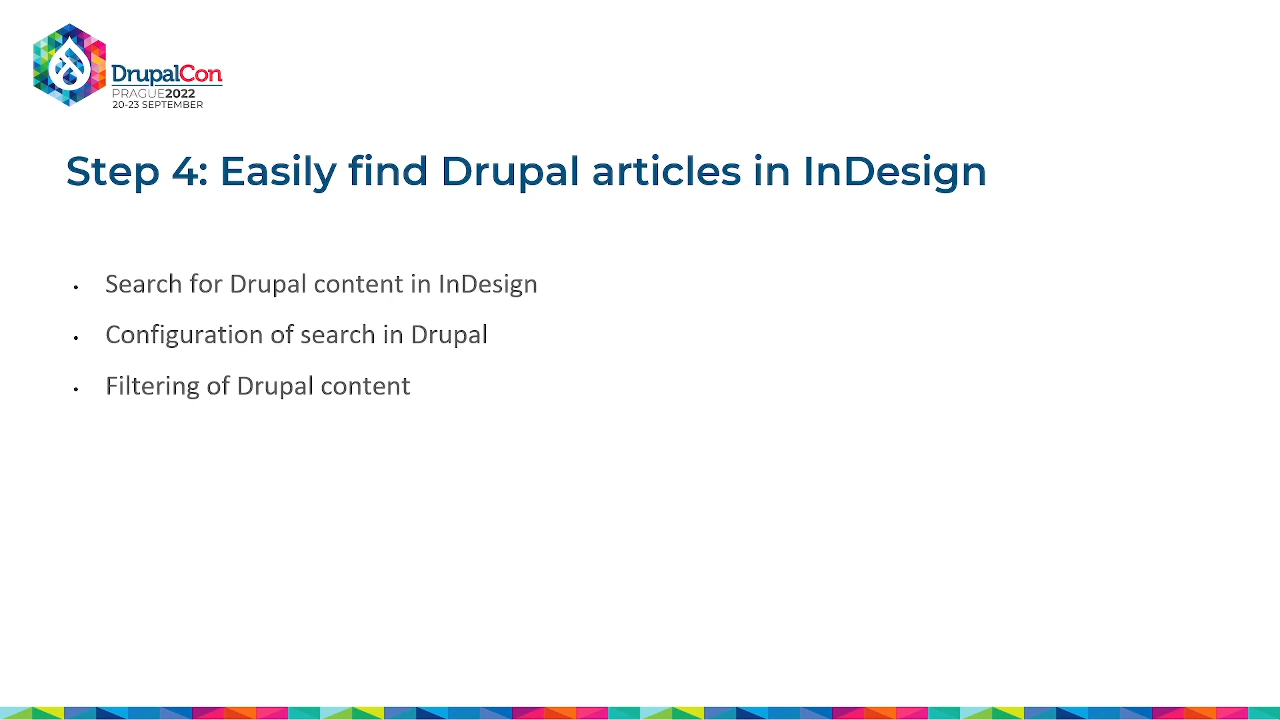 DrupalCon
PRAGUE2022
20-23 SEPTEMBER
Step 4: Easily find Drupal articles in InDesign
• Search for Drupal content in InDesign
• Configuration of search in Drupal
• Filtering of Drupal content